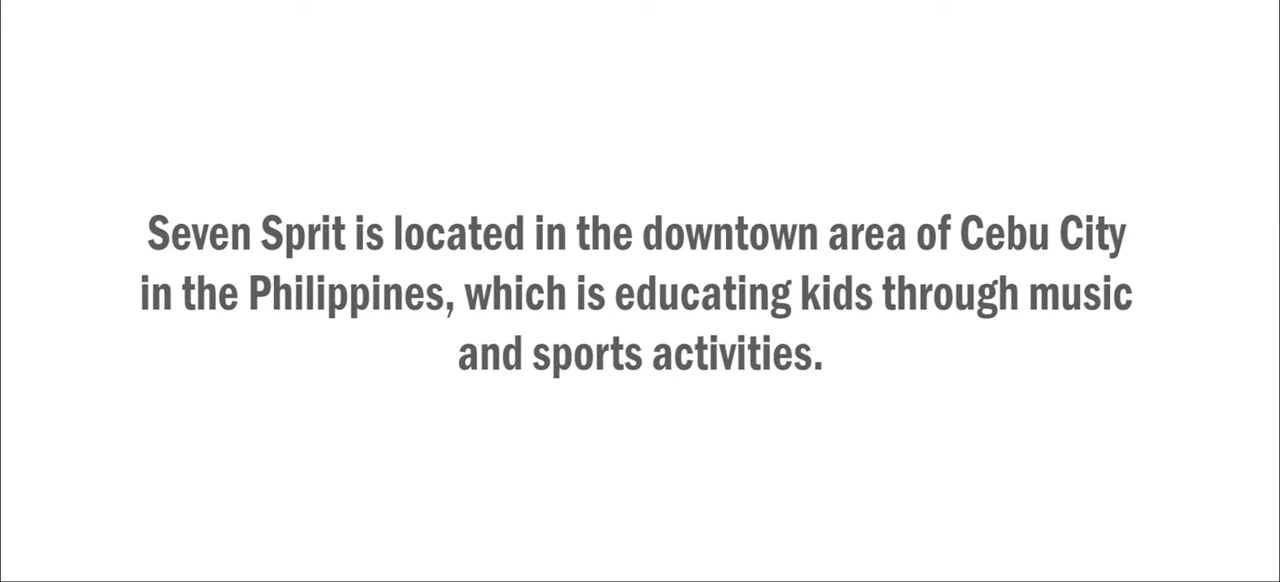 Seven Sprit is located in the downtown area of Cebu City
in the Philippines, which is educating kids through music
and sports activities.